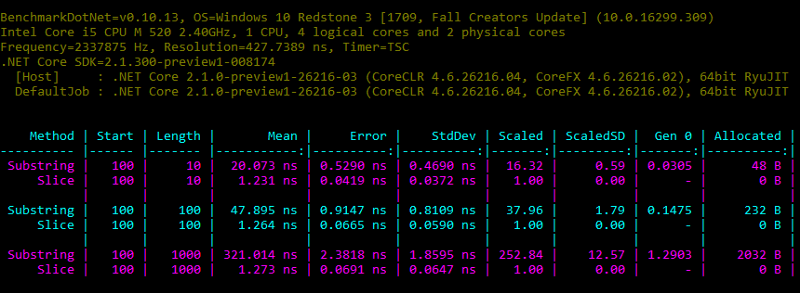 BenchmarkDotNet=v0.10.13, OS=Windows 10 Redstone 3 [1709, Fall Creators Update] (10.0.16299.309)
Intel Core i5 CPU M 520 2.40GHz, 1 CPU, 4 logical cores and 2 physical cores
Frequency=2337875 Hz, Resolution=427.7389 ns, Timer=TSC
.NET Core SDK=2.1.300-preview1-008174
  [Host]     : .NET Core 2.1.0-preview1-26216-03 (CoreCLR 4.6.26216.04, CoreFX 4.6.26216.02), 64bit RyuJIT
  DefaultJob : .NET Core 2.1.0-preview1-26216-03 (CoreCLR 4.6.26216.04, CoreFX 4.6.26216.02), 64bit RyuJIT
    Method | Start | Length |       Mean |     Error |    StdDev | Scaled | ScaledSD |  Gen 0 | Allocated |
---------- |------ |------- |-----------:|----------:|----------:|-------:|---------:|-------:|----------:|
 Substring |   100 |     10 |  20.073 ns | 0.5290 ns | 0.4690 ns |  16.32 |     0.59 | 0.0305 |      48 B |
     Slice |   100 |     10 |   1.231 ns | 0.0419 ns | 0.0372 ns |   1.00 |     0.00 |      - |       0 B |
           |       |        |            |           |           |        |          |        |           |
 Substring |   100 |    100 |  47.895 ns | 0.9147 ns | 0.8109 ns |  37.96 |     1.79 | 0.1475 |     232 B |
     Slice |   100 |    100 |   1.264 ns | 0.0665 ns | 0.0590 ns |   1.00 |     0.00 |      - |       0 B |
           |       |        |            |           |           |        |          |        |           |
 Substring |   100 |   1000 | 321.014 ns | 2.3818 ns | 1.8595 ns | 252.84 |    12.57 | 1.2903 |    2032 B |
     Slice |   100 |   1000 |   1.273 ns | 0.0691 ns | 0.0647 ns |   1.00 |     0.00 |      - |       0 B |